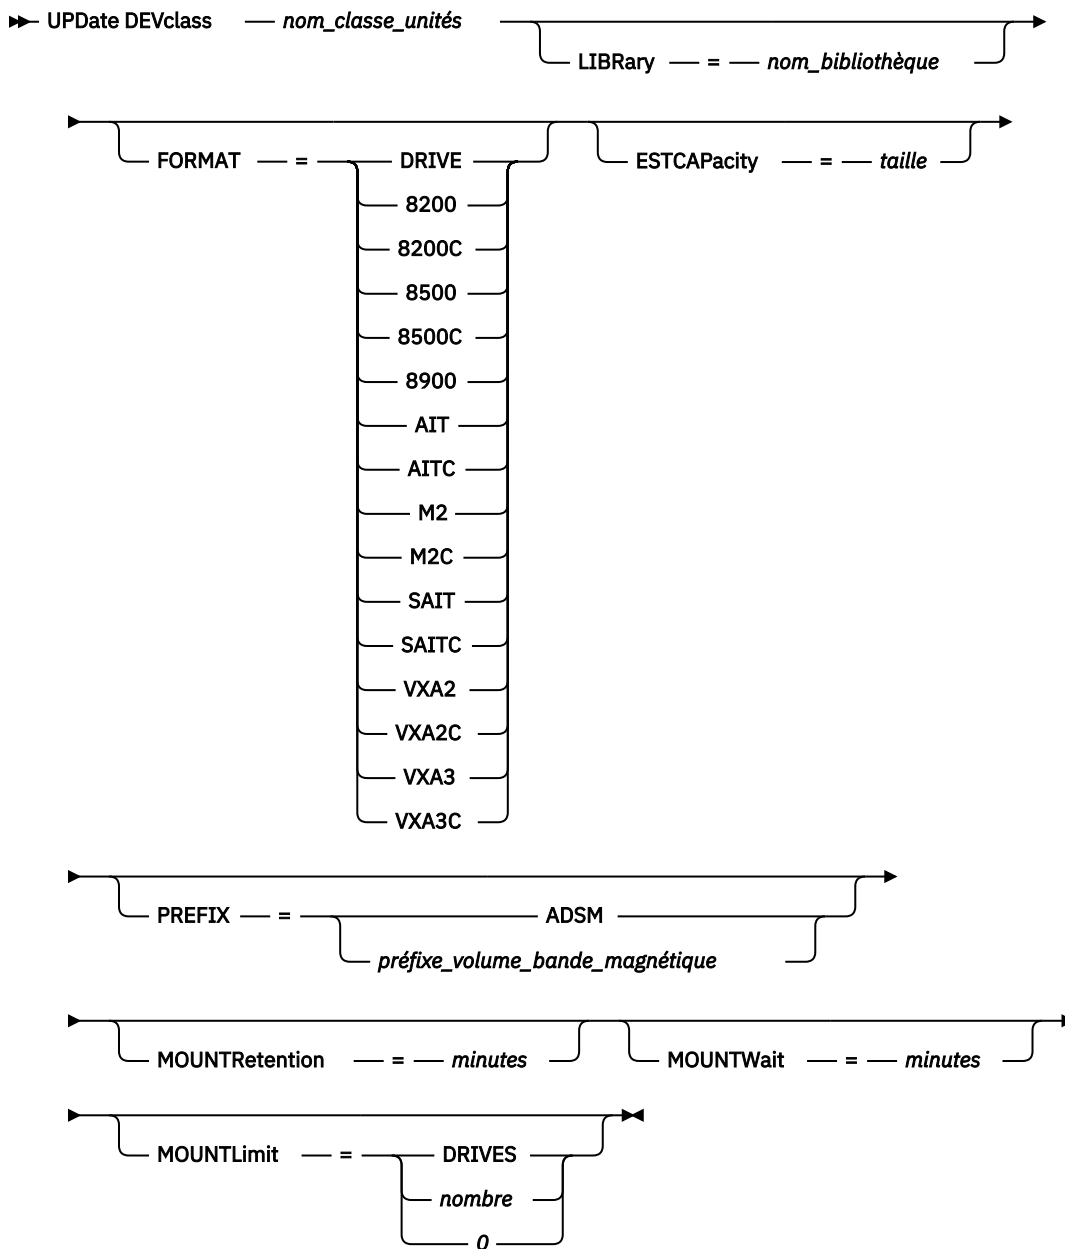 UPDate DEVclass nom_classe_unités
LIBRary = nom_bibliothèque
FORMAT = DRIVE ESTCAPacity = taille
8200
8200C
8500
8500C
8900
AIT
AITC
M2
M2C
SAIT
SAITC
VXA2
VXA2C
VXA3
VXA3C
PREFIX = ADSM
préfixe_volume_bande_magnétique
MOUNTRetention = minutes MOUNTWait = minutes
MOUNTLimit = DRIVES
nombre
0